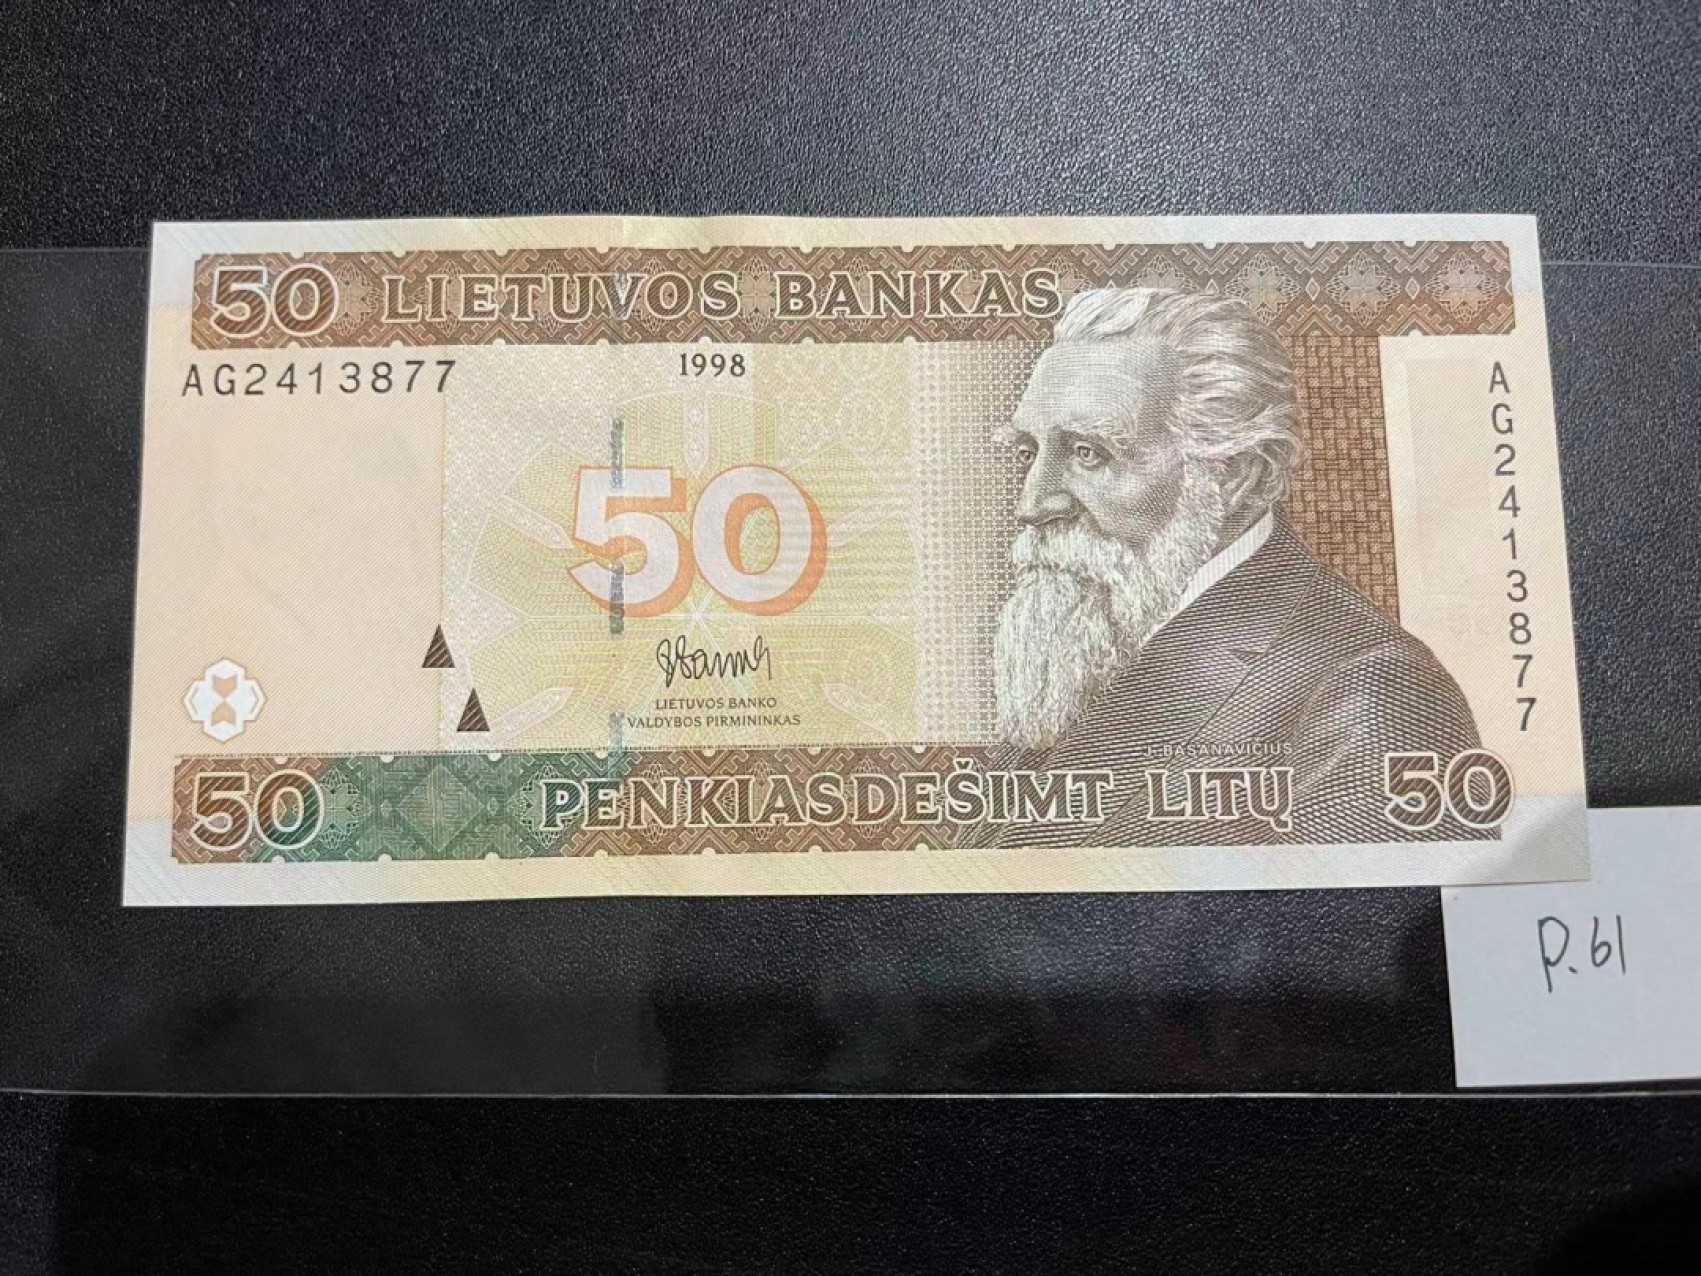 50 LIETUVOS BANKAS
AG2413877
1998
AG2413877
50
LIETUVOS BANKO
VALDYBOS PIRMININKAS
J. BASANAVIČIUS
50 PENKIASDEŠIMT LITŲ 50
P.61